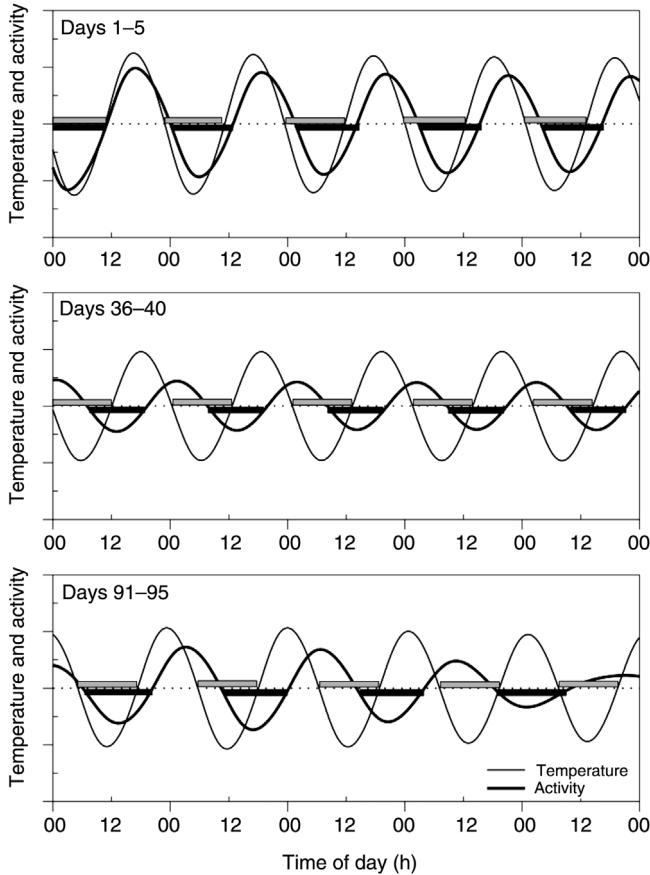 Days 1–5
Temperature and activity
00 12 00 12 00 12 00 12 00 12 00
Days 36–40
Temperature and activity
00 12 00 12 00 12 00 12 00 12 00
Days 91–95
Temperature and activity
Temperature
Activity
00 12 00 12 00 12 00 12 00 12 00
Time of day (h)